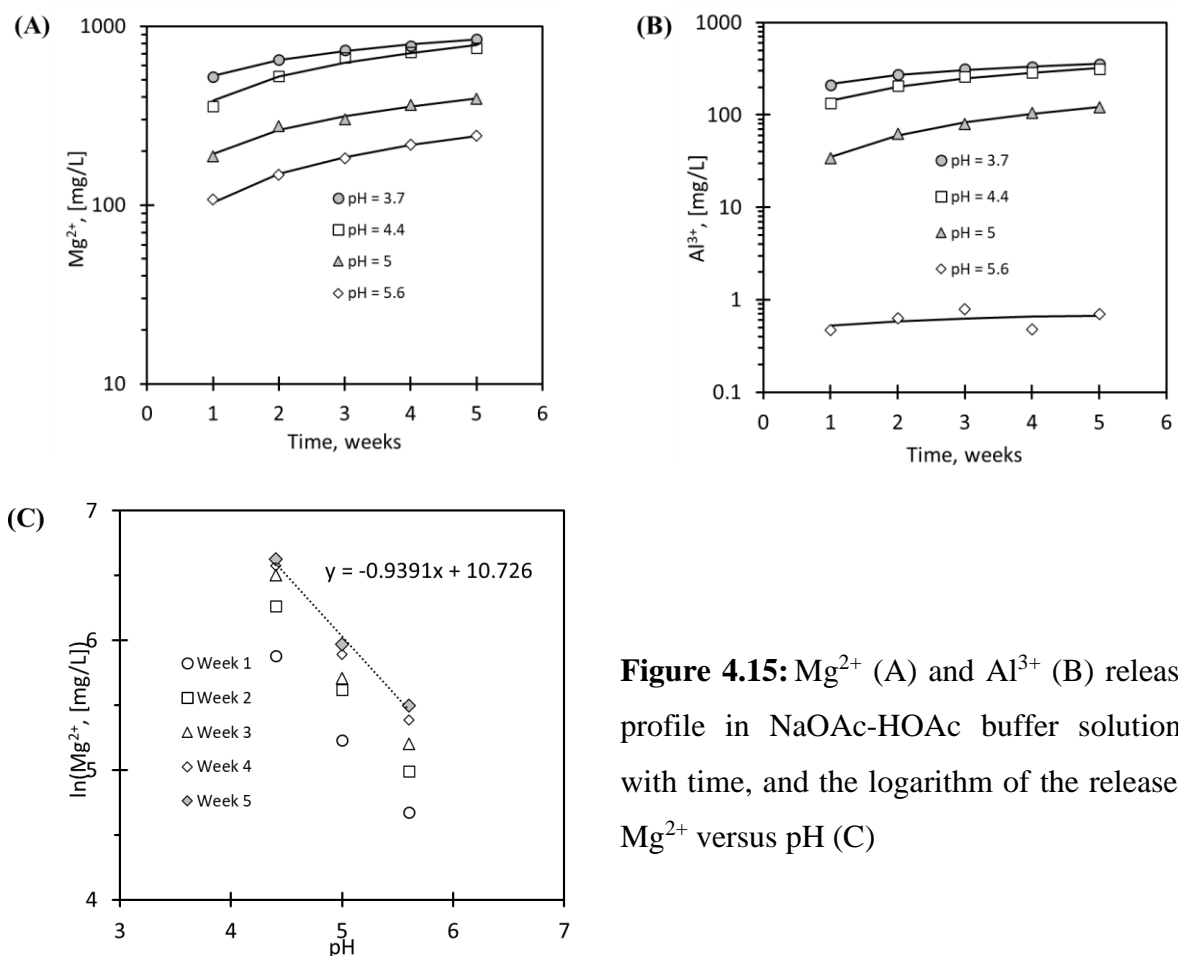 (A)
1000
100
10
Mg²⁺, [mg/L]
pH = 3.7
pH = 4.4
pH = 5
pH = 5.6
0 1 2 3 4 5 6
Time, weeks
(B)
1000
100
10
1
0.1
Al³⁺, [mg/L]
pH = 3.7
pH = 4.4
pH = 5
pH = 5.6
0 1 2 3 4 5 6
Time, weeks
(C)
7
6
5
4
ln(Mg²⁺, [mg/L])
y = -0.9391x + 10.726
Week 1
Week 2
Week 3
Week 4
Week 5
3 4 5 6 7
pH
Figure 4.15: Mg²⁺ (A) and Al³⁺ (B) releas
profile in NaOAc-HOAc buffer solution
with time, and the logarithm of the release
Mg²⁺ versus pH (C)